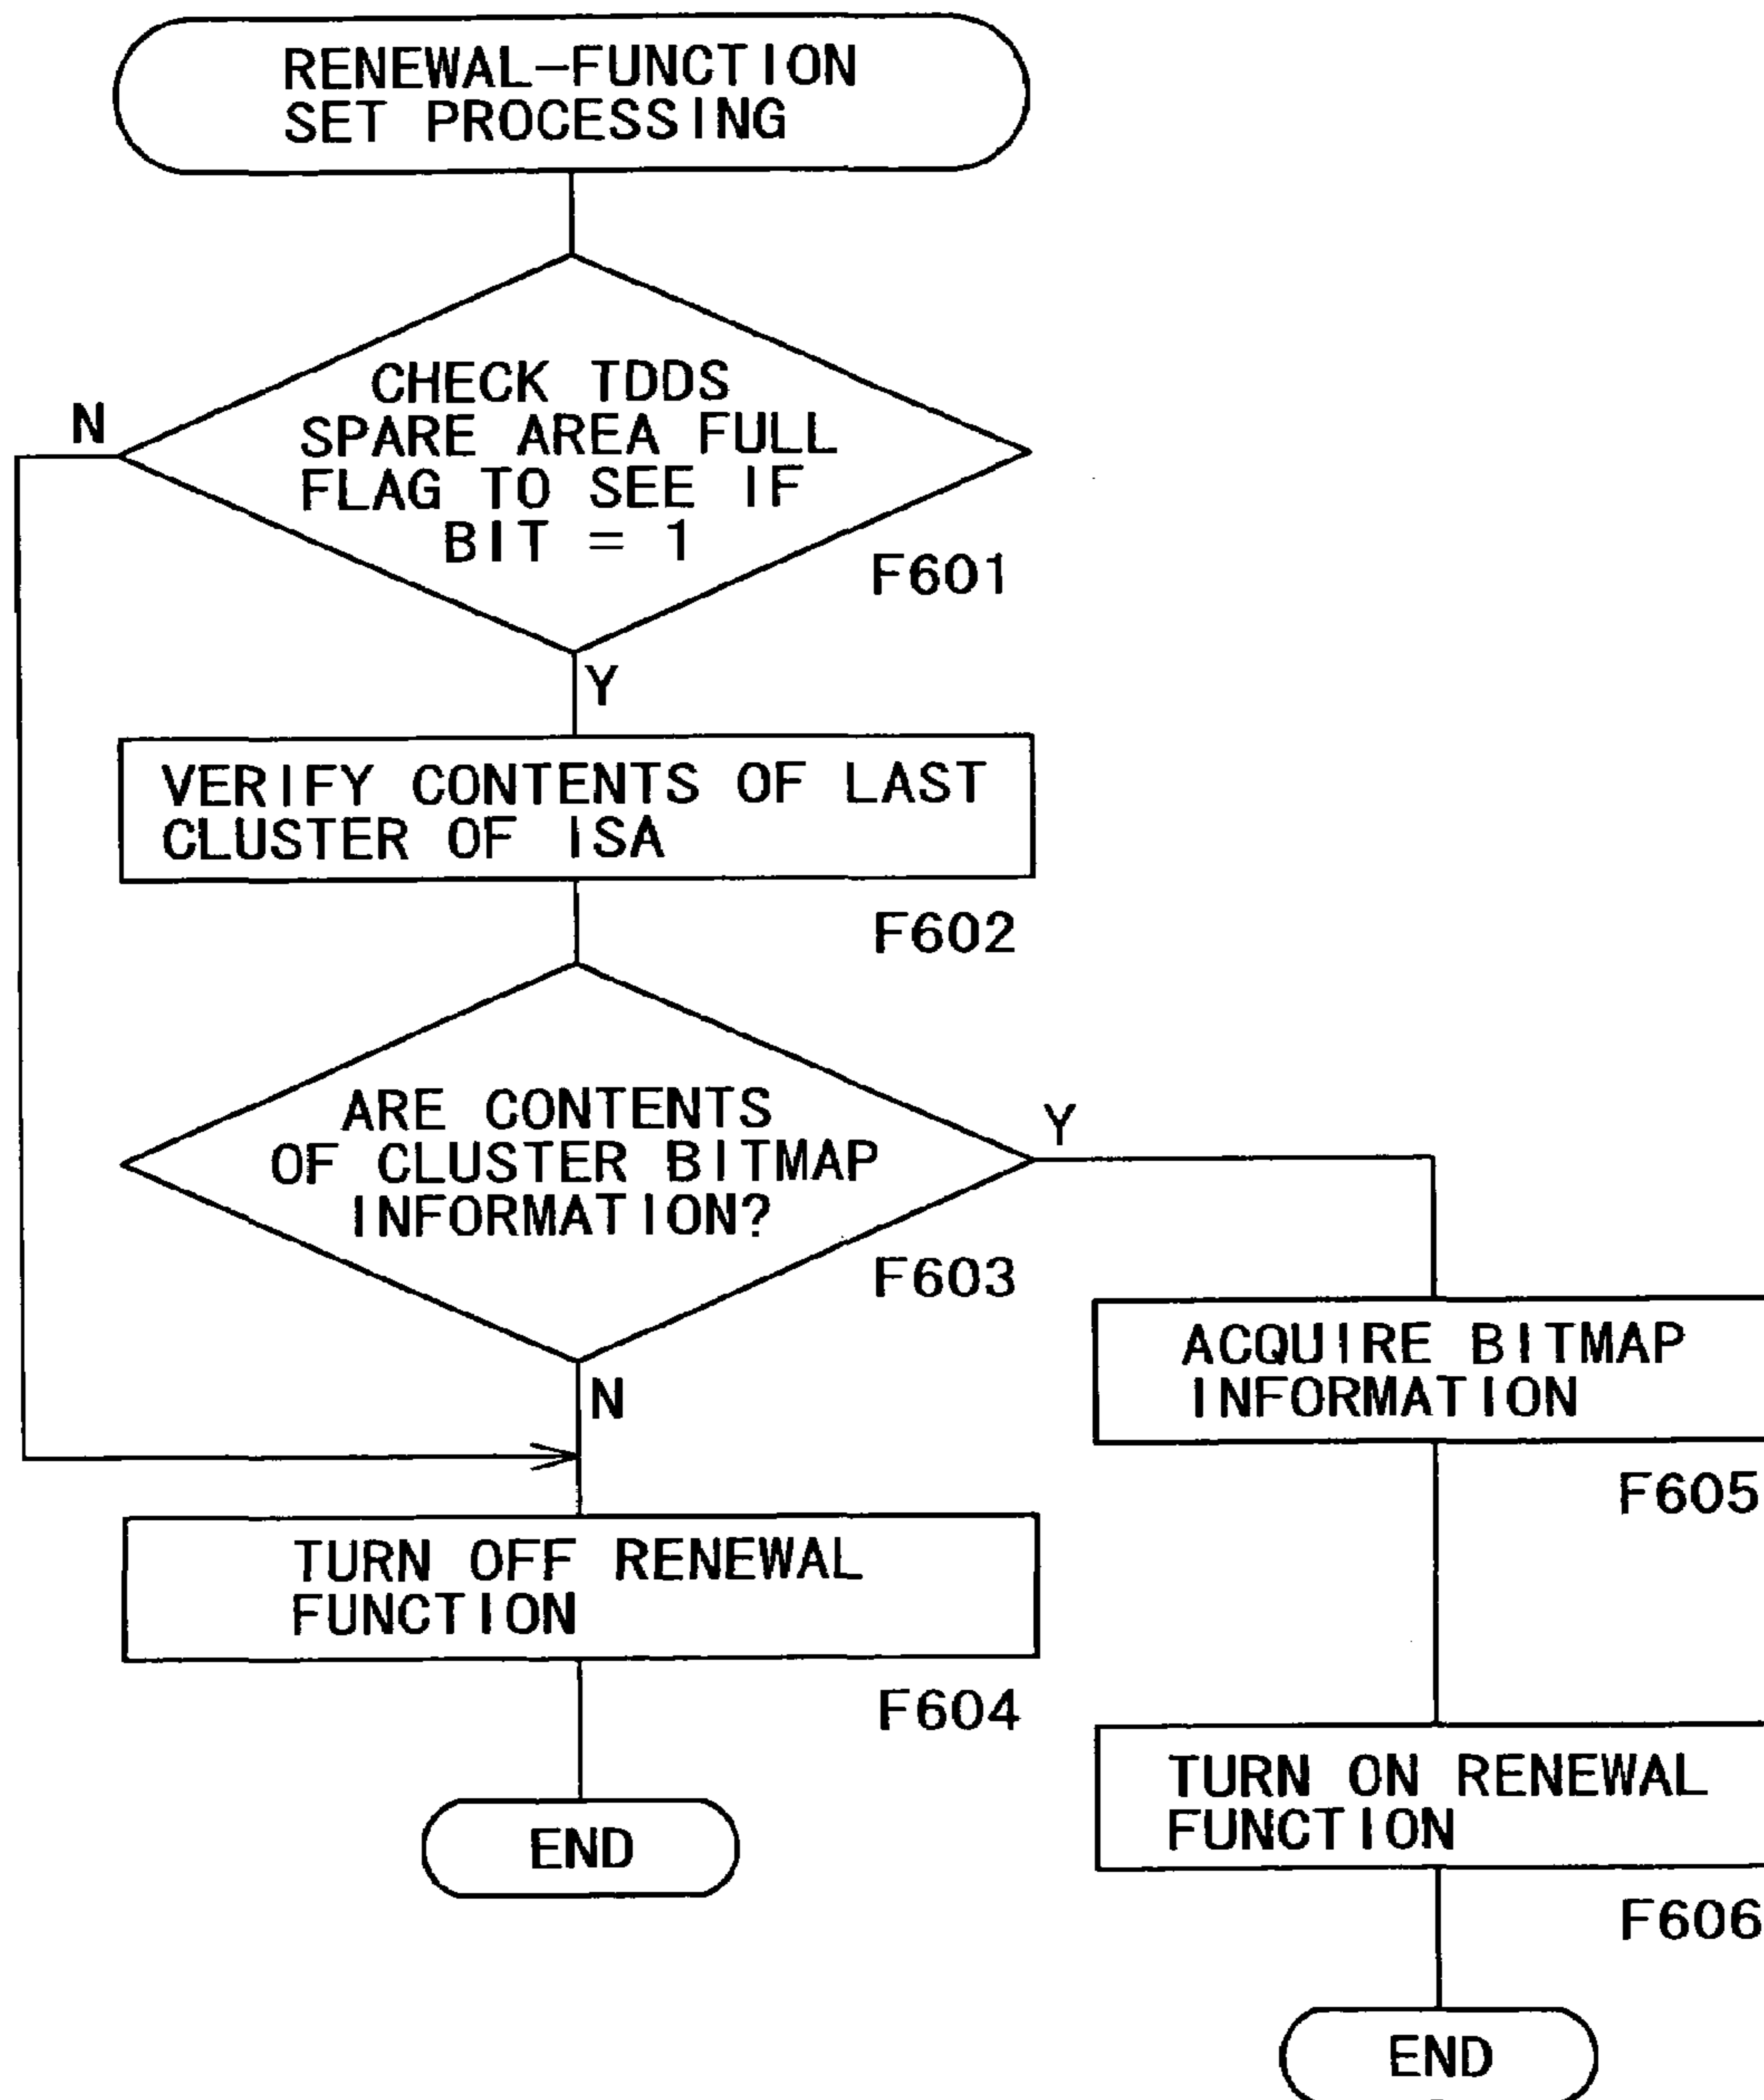 RENEWAL-FUNCTION
SET PROCESSING
CHECK TDDS
SPARE AREA FULL
FLAG TO SEE IF
BIT = 1
N
F601
Y
VERIFY CONTENTS OF LAST
CLUSTER OF ISA
F602
ARE CONTENTS
OF CLUSTER BITMAP
INFORMATION?
Y
F603
N
ACQUIRE BITMAP
INFORMATION
F605
TURN OFF RENEWAL
FUNCTION
F604
TURN ON RENEWAL
FUNCTION
F606
END
END